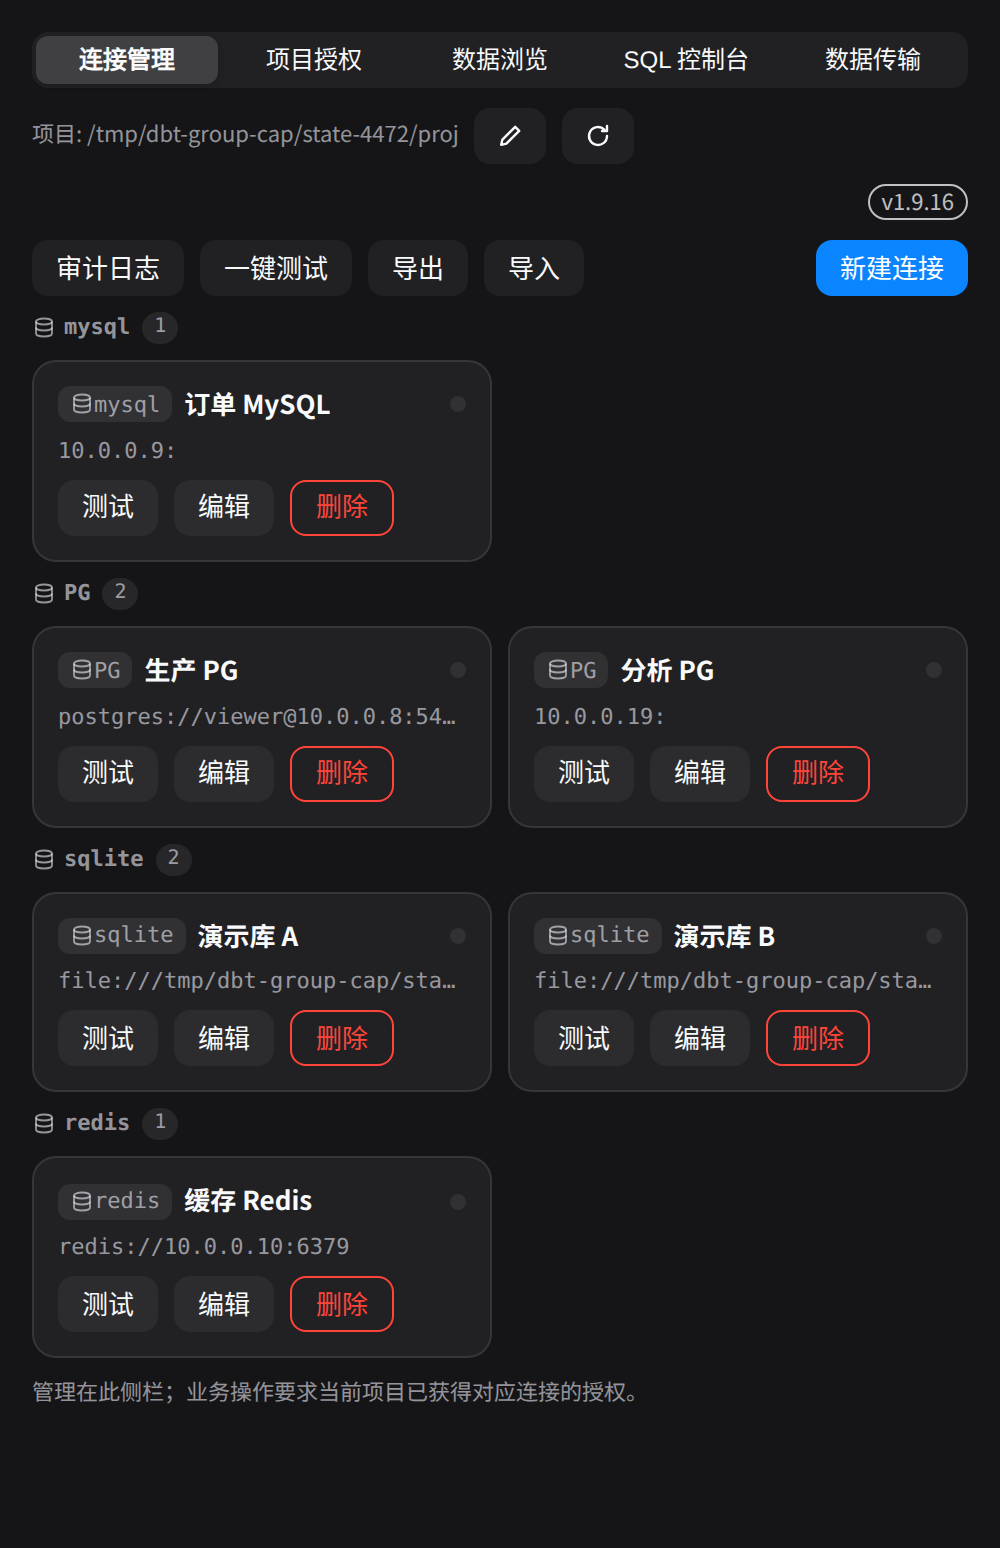 连接管理 项目授权 数据浏览 SQL 控制台 数据传输
项目: /tmp/dbt-group-cap/state-4472/proj
v1.9.16
审计日志 一键测试 导出 导入 新建连接
mysql 1
mysql 订单 MySQL
10.0.0.9:
测试 编辑 删除
PG 2
PG 生产 PG
postgres://viewer@10.0.0.8:54…
测试 编辑 删除
PG 分析 PG
10.0.0.19:
测试 编辑 删除
sqlite 2
sqlite 演示库 A
file:///tmp/dbt-group-cap/sta…
测试 编辑 删除
sqlite 演示库 B
file:///tmp/dbt-group-cap/sta…
测试 编辑 删除
redis 1
redis 缓存 Redis
redis://10.0.0.10:6379
测试 编辑 删除
管理在此侧栏；业务操作要求当前项目已获得对应连接的授权。